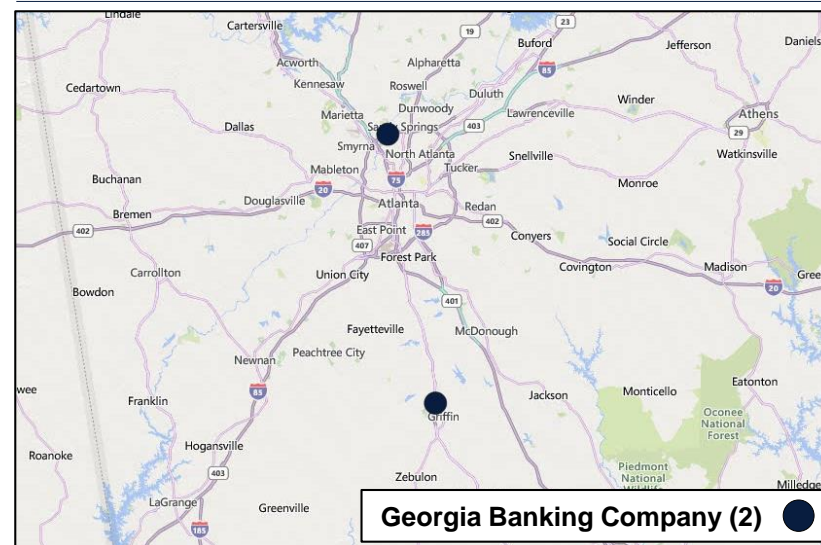 Lindale
Cartersville
19
23
Buford
Jefferson
Daniels
Acworth
Alpharetta
85
Kennesaw
Roswell
Cedartown
Duluth
Winder
Marietta
Dunwoody
Lawrenceville
Athens
Dallas
Springs
403
29
Smyrna
North Atlanta
Snellville
Watkinsville
Mableton
Tucker
Buchanan
20
75
Monroe
Douglasville
Atlanta
Redan
Bremen
402
402
East Point
285
Conyers
Social Circle
407
Forest Park
Carrollton
Union City
Covington
Madison
Gree
20
Bowdon
401
Fayetteville
McDonough
Newnan
Peachtree City
wee
85
Jackson
Monticello
Eatonton
Franklin
Griffin
Oconee
National
Forest
Hogansville
Roanoke
403
Zebulon
Piedmont
National
LaGrange
Greenville
Milledg
185
Georgia Banking Company (2)